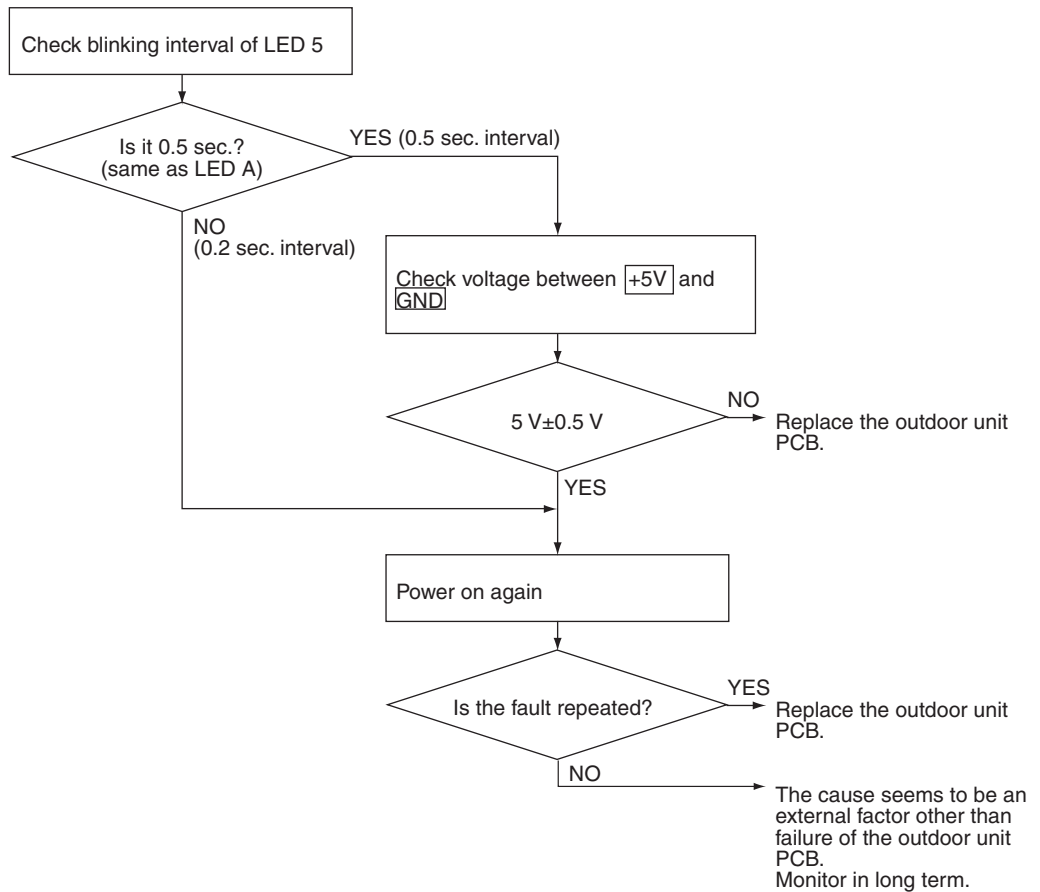 Check blinking interval of LED 5
Is it 0.5 sec.?
(same as LED A)
YES (0.5 sec. interval)
NO
(0.2 sec. interval)
Check voltage between +5V and
GND
5 V±0.5 V
NO
Replace the outdoor unit
PCB.
YES
Power on again
Is the fault repeated?
YES
Replace the outdoor unit
PCB.
NO
The cause seems to be an
external factor other than
failure of the outdoor unit
PCB.
Monitor in long term.